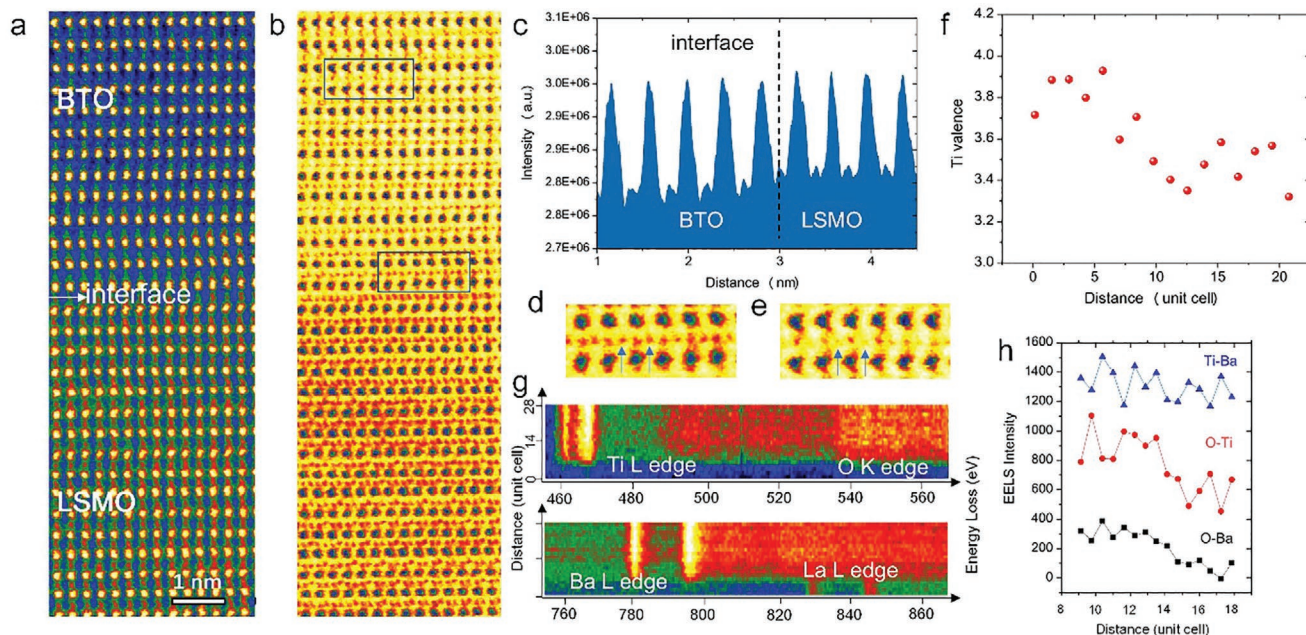 a
BTO
interface
LSMO
1 nm
b
c
interface
3.1E+06
3.0E+06
3.0E+06
2.9E+06
2.9E+06
2.8E+06
2.8E+06
2.7E+06
Intensity (a.u.)
BTO
LSMO
1
2
3
4
Distance (nm)
d
e
f
4.2
4.0
3.8
3.6
3.4
3.2
3.0
Ti valence
0
5
10
15
20
Distance (unit cell)
g
28
14
0
Distance (unit cell)
Ti L edge
O K edge
460
480
500
520
540
560
Ba L edge
La L edge
760
780
800
820
840
860
Energy Loss (eV)
h
1600
1400
1200
1000
800
600
400
200
0
EELS Intensity
Ti-Ba
O-Ti
O-Ba
8
10
12
14
16
18
Distance (unit cell)